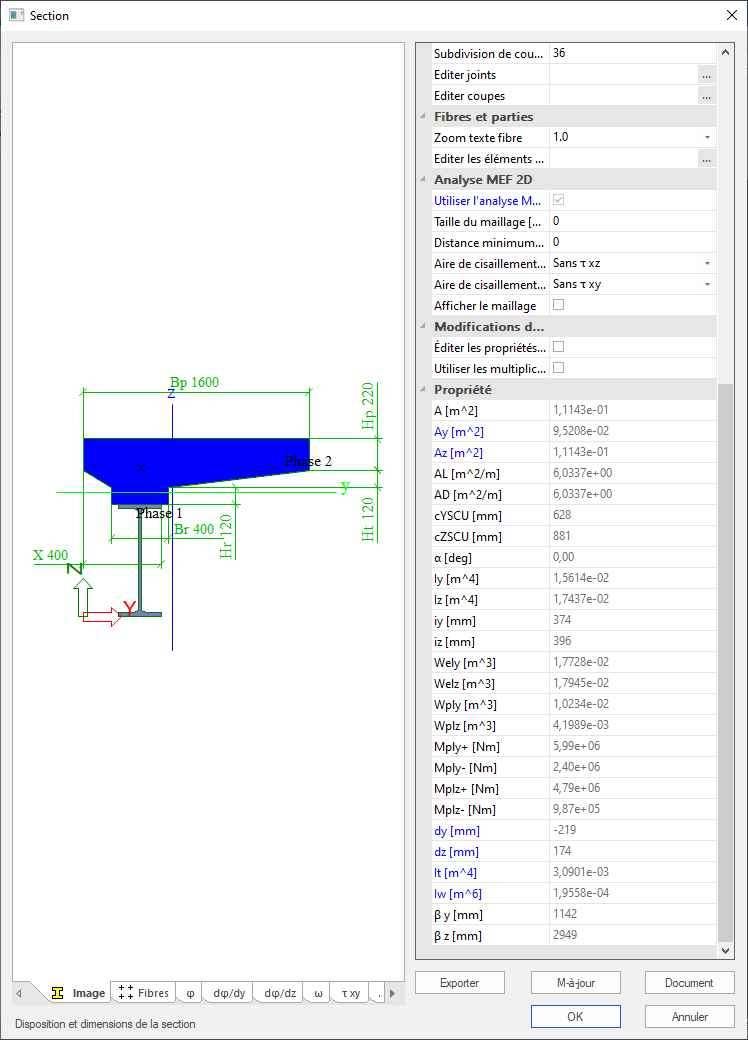 Section
Bp 1600
Z
Hp 220
Phase 2
y
Phase 1
Br 400
Hr 120
Ht 120
X 400
Z
Y
Subdivision de cou... 36
Editer joints ...
Editer coupes ...
Fibres et parties
Zoom texte fibre 1.0
Editer les éléments ... ...
Analyse MEF 2D
Utiliser l'analyse M...
Taille du maillage [... 0
Distance minimum... 0
Aire de cisaillement... Sans τ xz
Aire de cisaillement... Sans τ xy
Afficher le maillage
Modifications d...
Éditer les propriétés...
Utiliser les multiplic...
Propriété
A [m^2] 1,1143e-01
Ay [m^2] 9,5208e-02
Az [m^2] 1,1143e-01
AL [m^2/m] 6,0337e+00
AD [m^2/m] 6,0337e+00
cYSCU [mm] 628
cZSCU [mm] 881
α [deg] 0,00
Iy [m^4] 1,5614e-02
Iz [m^4] 1,7437e-02
iy [mm] 374
iz [mm] 396
Wely [m^3] 1,7728e-02
Welz [m^3] 1,7945e-02
Wply [m^3] 1,0234e-02
Wplz [m^3] 4,1989e-03
Mply+ [Nm] 5,99e+06
Mply- [Nm] 2,40e+06
Mplz+ [Nm] 4,79e+06
Mplz- [Nm] 9,87e+05
dy [mm] -219
dz [mm] 174
It [m^4] 3,0901e-03
Iw [m^6] 1,9558e-04
β y [mm] 1142
β z [mm] 2949
Image Fibres φ dφ/dy dφ/dz ω τ xy .
Exporter M-à-jour Document
Disposition et dimensions de la section
OK Annuler